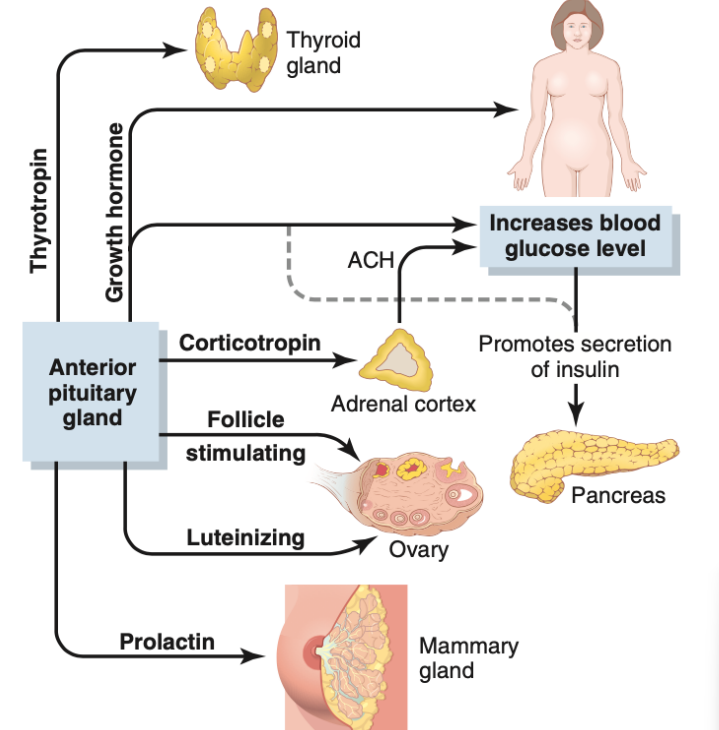 Thyroid
gland
Thyrotropin
Growth hormone
Increases blood
glucose level
ACH
Corticotropin
Promotes secretion
of insulin
Anterior
pituitary
gland
Adrenal cortex
Follicle
stimulating
Pancreas
Luteinizing
Ovary
Prolactin
Mammary
gland